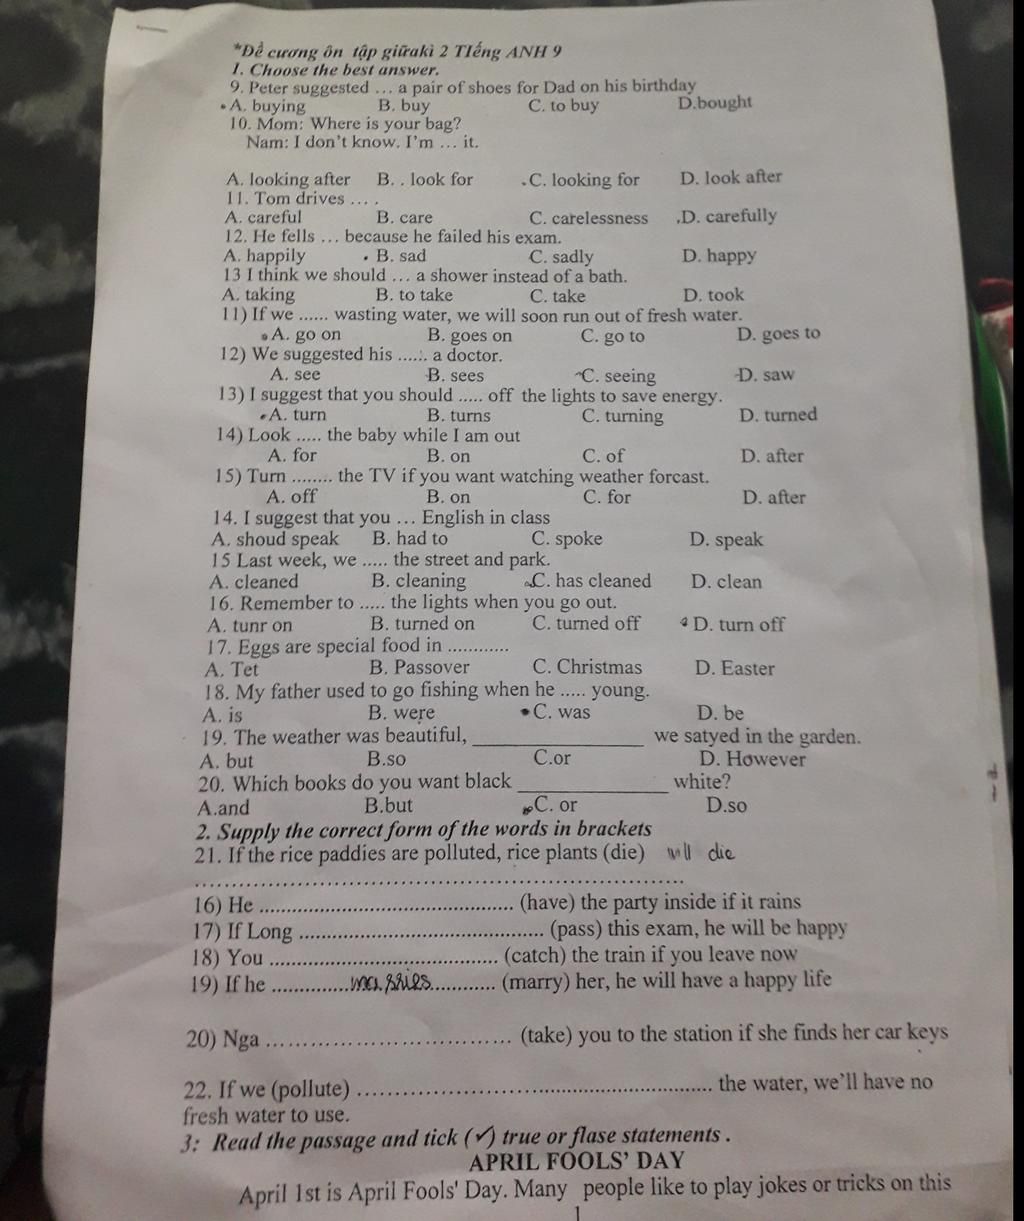 *Đề cương ôn tập giữakì 2 TIếng ANH 9
1. Choose the best answer.
9. Peter suggested … a pair of shoes for Dad on his birthday
A. buying B. buy C. to buy D.bought
10. Mom: Where is your bag?
Nam: I don't know. I'm … it.
A. looking after B. . look for C. looking for D. look after
11. Tom drives … .
A. careful B. care C. carelessness D. carefully
12. He fells … because he failed his exam.
A. happily B. sad C. sadly D. happy
13 I think we should … a shower instead of a bath.
A. taking B. to take C. take D. took
11) If we ...... wasting water, we will soon run out of fresh water.
A. go on B. goes on C. go to D. goes to
12) We suggested his ...... a doctor.
A. see B. sees C. seeing D. saw
13) I suggest that you should ..... off the lights to save energy.
A. turn B. turns C. turning D. turned
14) Look ..... the baby while I am out
A. for B. on C. of D. after
15) Turn ........ the TV if you want watching weather forcast.
A. off B. on C. for D. after
14. I suggest that you … English in class
A. shoud speak B. had to C. spoke D. speak
15 Last week, we ..... the street and park.
A. cleaned B. cleaning C. has cleaned D. clean
16. Remember to ..... the lights when you go out.
A. tunr on B. turned on C. turned off D. turn off
17. Eggs are special food in ............
A. Tet B. Passover C. Christmas D. Easter
18. My father used to go fishing when he ..... young.
A. is B. were C. was D. be
19. The weather was beautiful, ________________ we satyed in the garden.
A. but B.so C.or D. However
20. Which books do you want black ______________ white?
A.and B.but C. or D.so
2. Supply the correct form of the words in brackets
21. If the rice paddies are polluted, rice plants (die) will die
................................................................
16) He .......................................... (have) the party inside if it rains
17) If Long ........................................ (pass) this exam, he will be happy
18) You ...................................... (catch) the train if you leave now
19) If he ..............marries........... (marry) her, he will have a happy life
20) Nga ...................................... (take) you to the station if she finds her car keys
22. If we (pollute) ........................................................ the water, we'll have no
fresh water to use.
3: Read the passage and tick (✓) true or flase statements .
APRIL FOOLS' DAY
April 1st is April Fools' Day. Many people like to play jokes or tricks on this
1